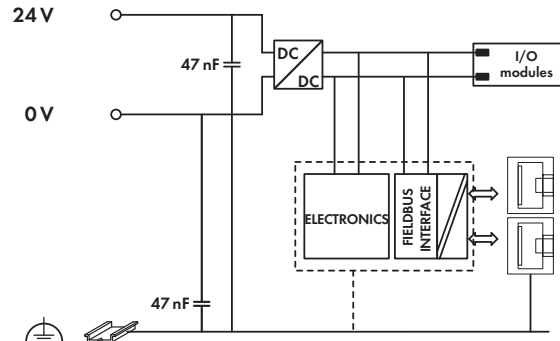 24 V
47 nF
DC
DC
I/O
modules
0 V
ELECTRONICS
FIELDBUS
INTERFACE
47 nF